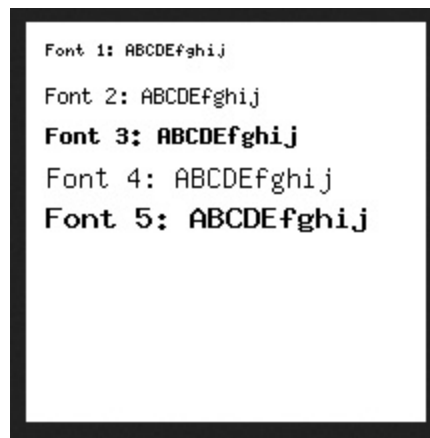 Font 1: ABCDEfghij
Font 2: ABCDEfghij
Font 3: ABCDEfghij
Font 4: ABCDEfghij
Font 5: ABCDEfghij